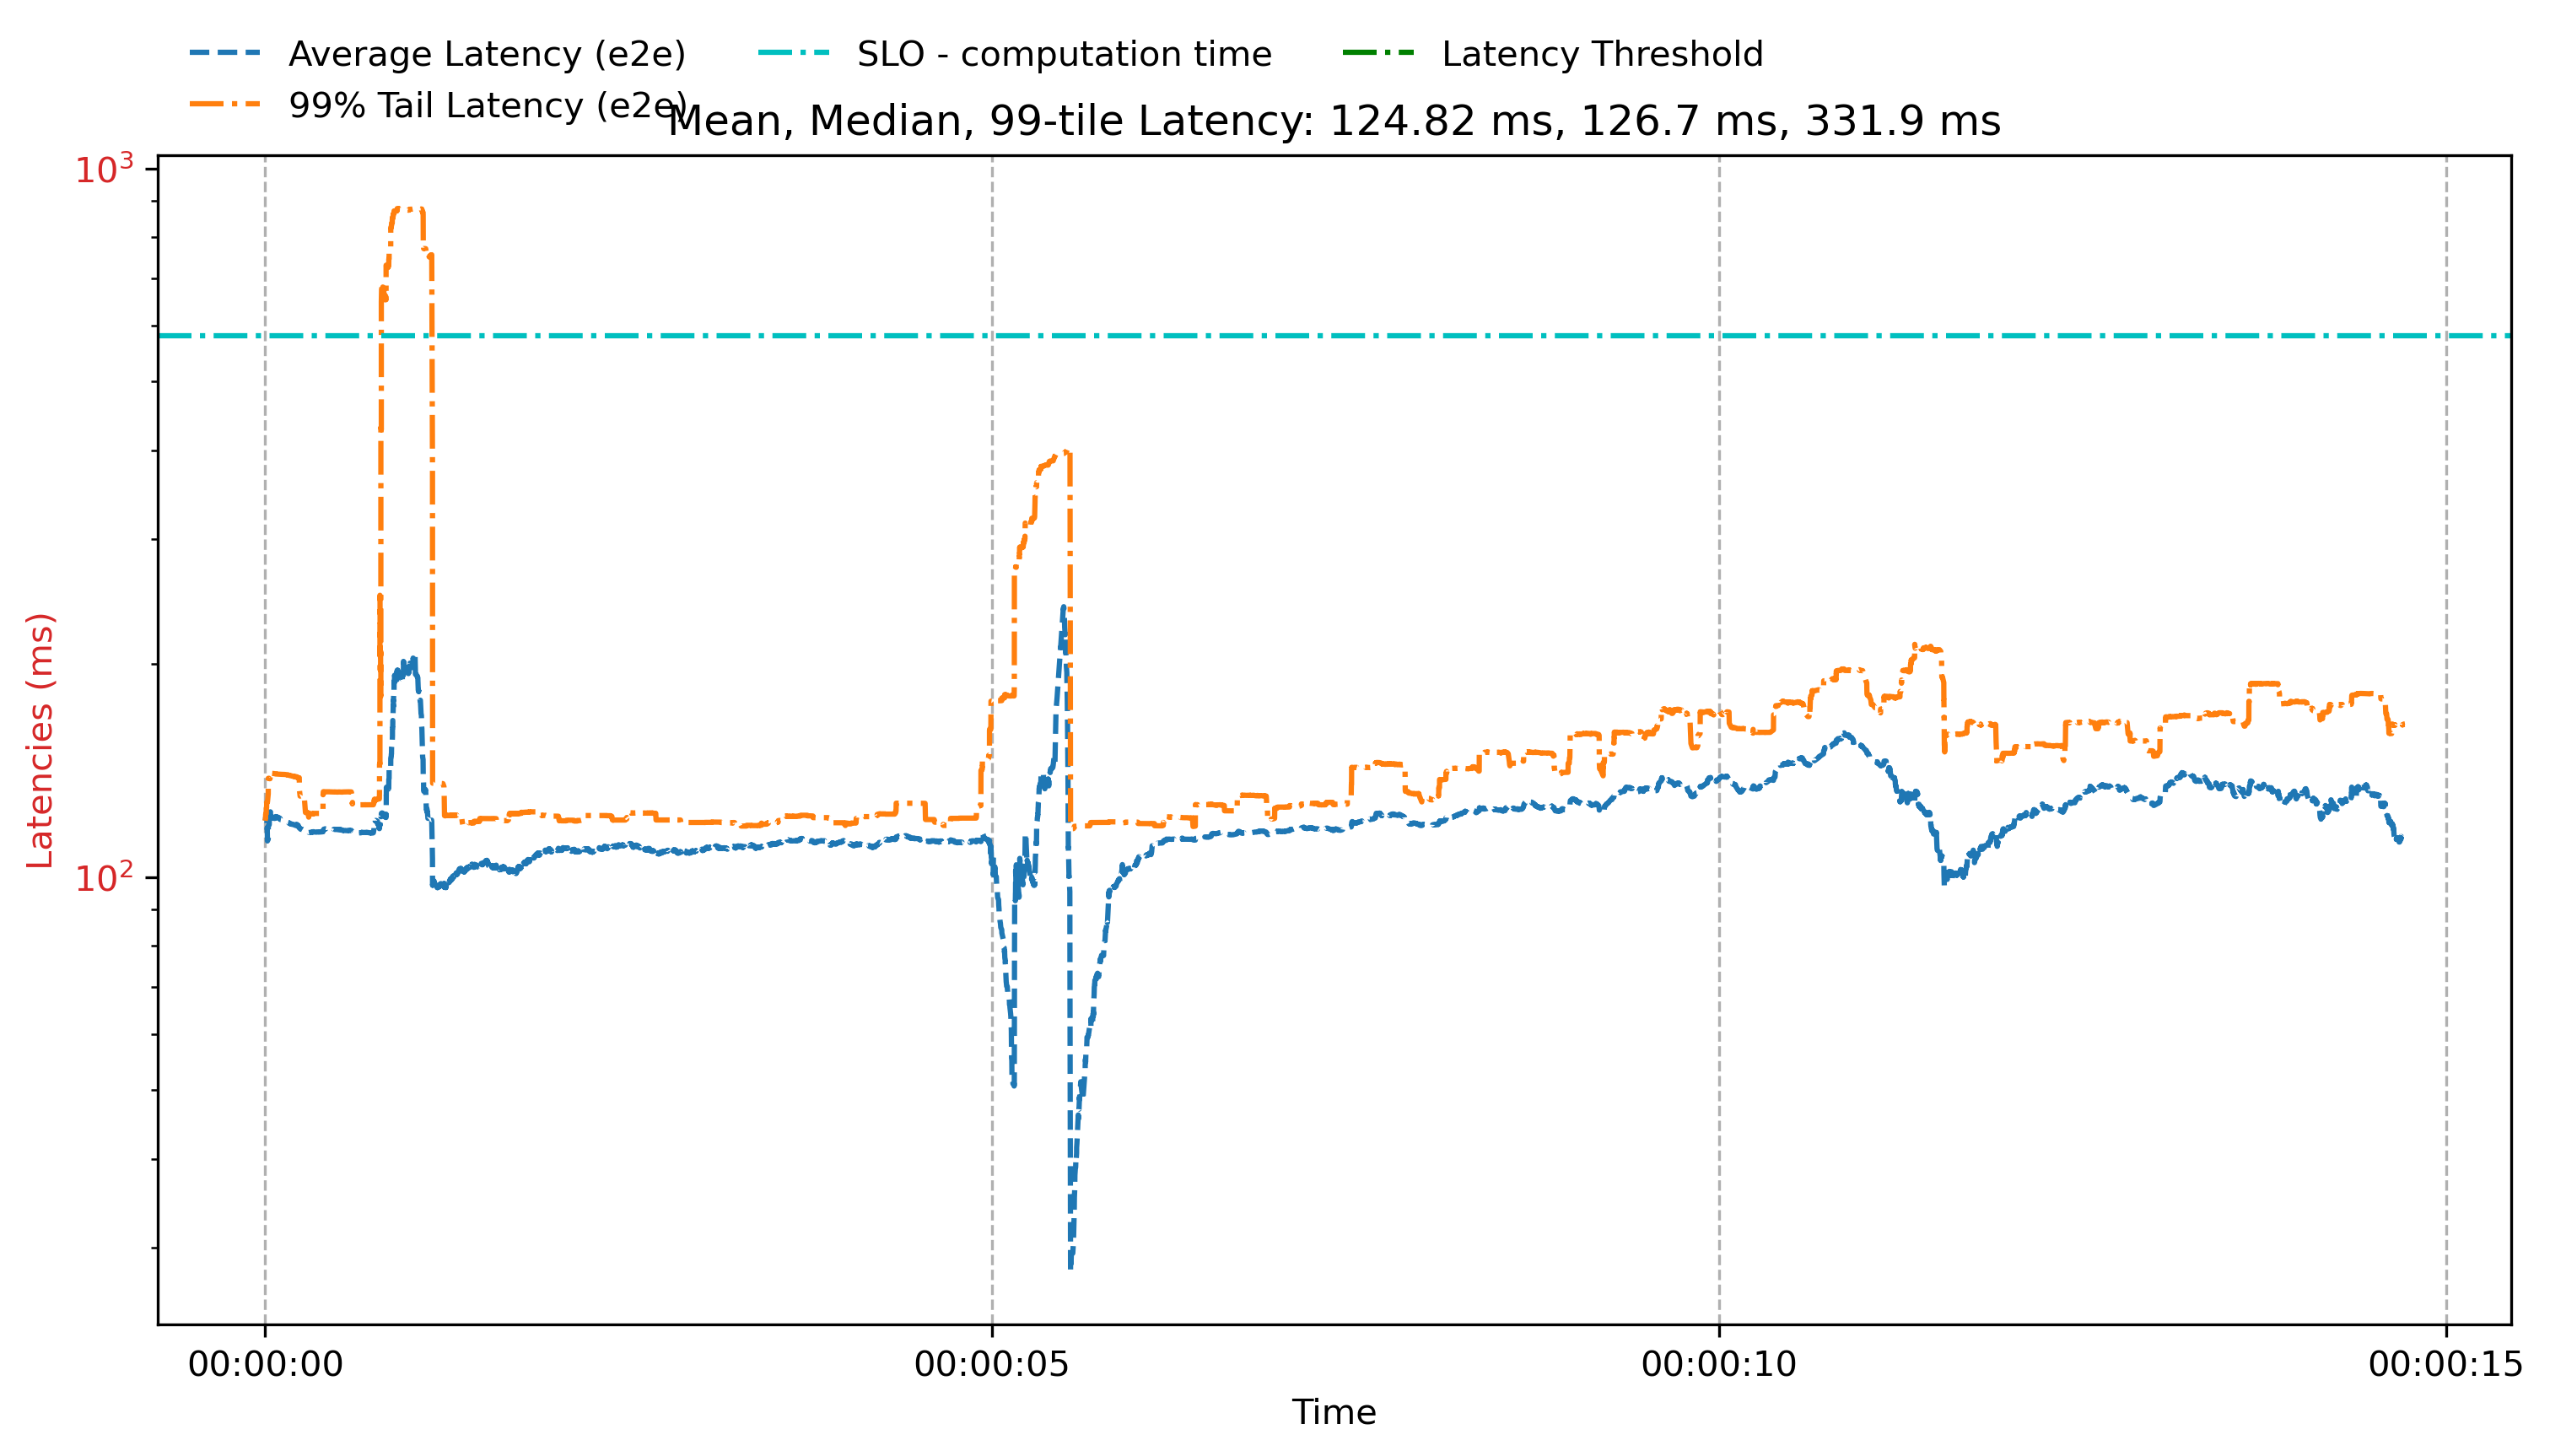 Average Latency (e2e)
99% Tail Latency (e2e)
SLO - computation time
Latency Threshold
Mean, Median, 99-tile Latency: 124.82 ms, 126.7 ms, 331.9 ms
10³
10²
Latencies (ms)
00:00:00
00:00:05
00:00:10
00:00:15
Time